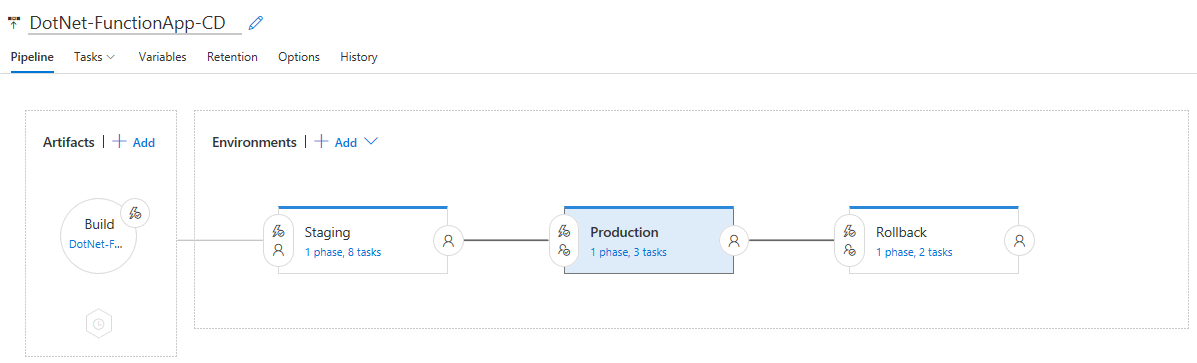 DotNet-FunctionApp-CD
Pipeline Tasks Variables Retention Options History
Artifacts | + Add
Environments | + Add
Build
DotNet-F...
Staging
1 phase, 8 tasks
Production
1 phase, 3 tasks
Rollback
1 phase, 2 tasks